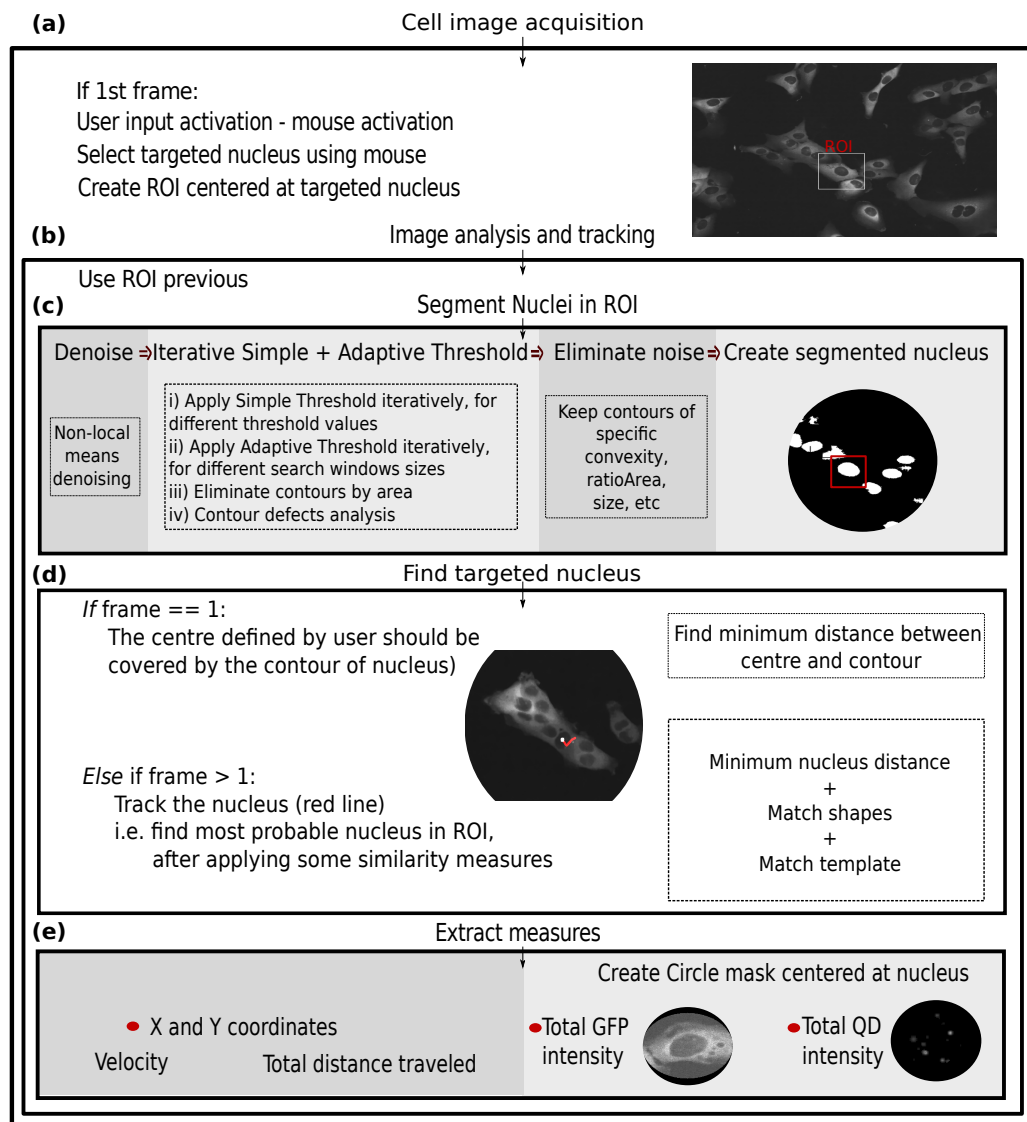 (a)
Cell image acquisition
If 1st frame:
User input activation - mouse activation
Select targeted nucleus using mouse
Create ROI centered at targeted nucleus
ROI
(b)
Image analysis and tracking
Use ROI previous
(c)
Segment Nuclei in ROI
Denoise ⇒ Iterative Simple + Adaptive Threshold ⇒ Eliminate noise ⇒ Create segmented nucleus
Non-local
means
denoising
i) Apply Simple Threshold iteratively, for
different threshold values
ii) Apply Adaptive Threshold iteratively,
for different search windows sizes
iii) Eliminate contours by area
iv) Contour defects analysis
Keep contours of
specific
convexity,
ratioArea,
size, etc
(d)
Find targeted nucleus
If frame == 1:
The centre defined by user should be
covered by the contour of nucleus)
Find minimum distance between
centre and contour
Else if frame > 1:
Track the nucleus (red line)
i.e. find most probable nucleus in ROI,
after applying some similarity measures
Minimum nucleus distance
+
Match shapes
+
Match template
(e)
Extract measures
X and Y coordinates
Velocity
Total distance traveled
Create Circle mask centered at nucleus
Total GFP
intensity
Total QD
intensity